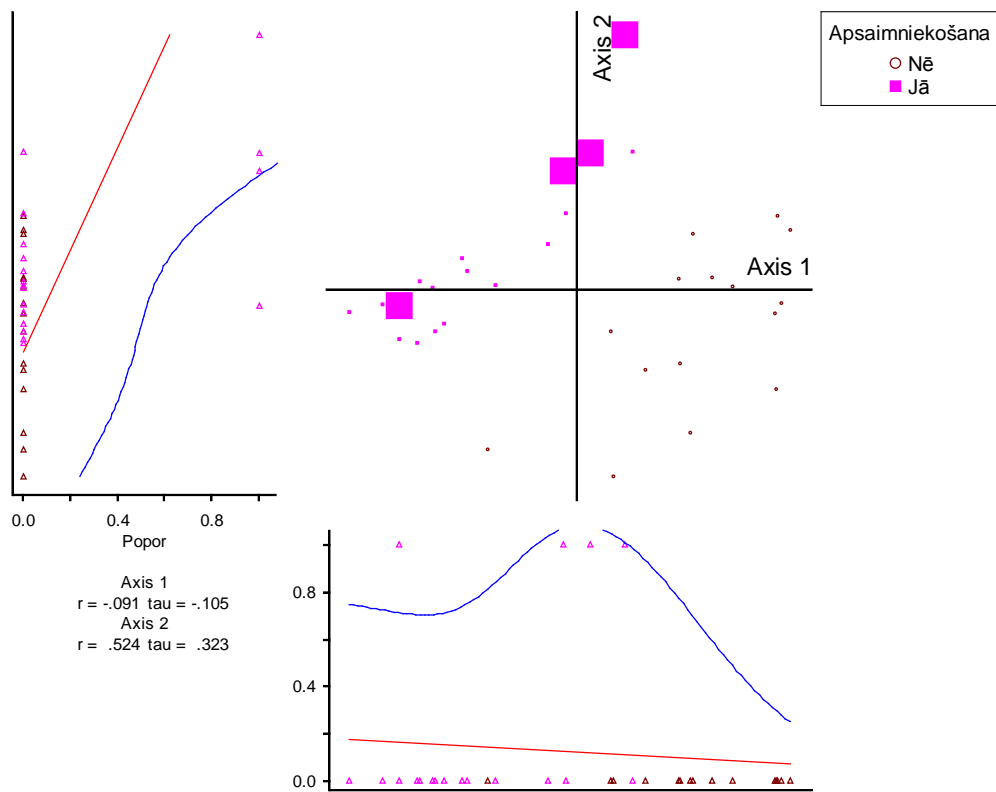 Apsaimniekošana
Nē
Jā
Axis 2
Axis 1
0.0 0.4 0.8
Popor
Axis 1
r = -.091 tau = -.105
Axis 2
r = .524 tau = .323
0.8
0.4
0.0